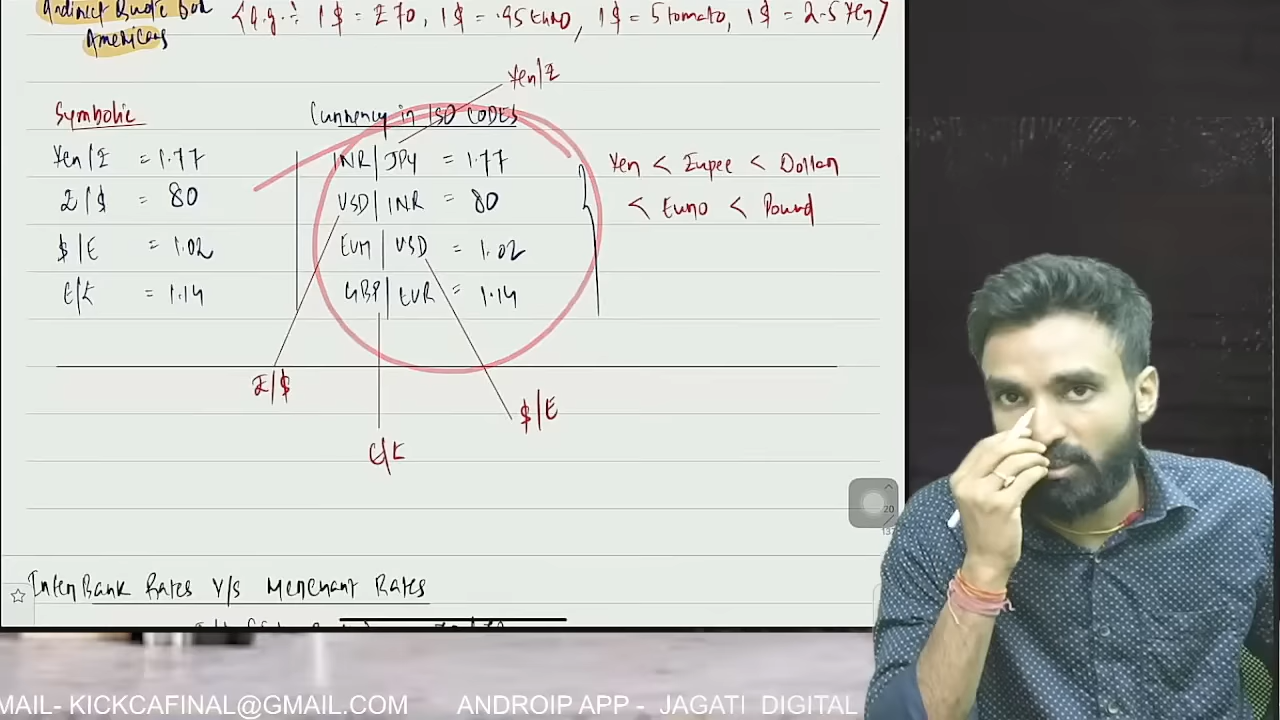 Indirect Quote for
Americans
(e.g.: 1$ = ₹70, 1$ = .95 Euro, 1$ = 5 tomato, 1$ = 2.5 Yen)
Yen/₹
Symbolic
Currency in ISO CODES
Yen/₹ = 1.77
INR | JPY = 1.77
Yen < Rupee < Dollar
₹/$ = 80
USD | INR = 80
< Euro < Pound
$/€ = 1.02
EUR | USD = 1.02
€/£ = 1.14
GBP | EUR = 1.14
₹/$
$/€
€/£
20
137
InterBank Rates V/s Merchant Rates
MAIL- KICKCAFINAL@GMAIL.COM ANDROIP APP - JAGATI DIGITAL